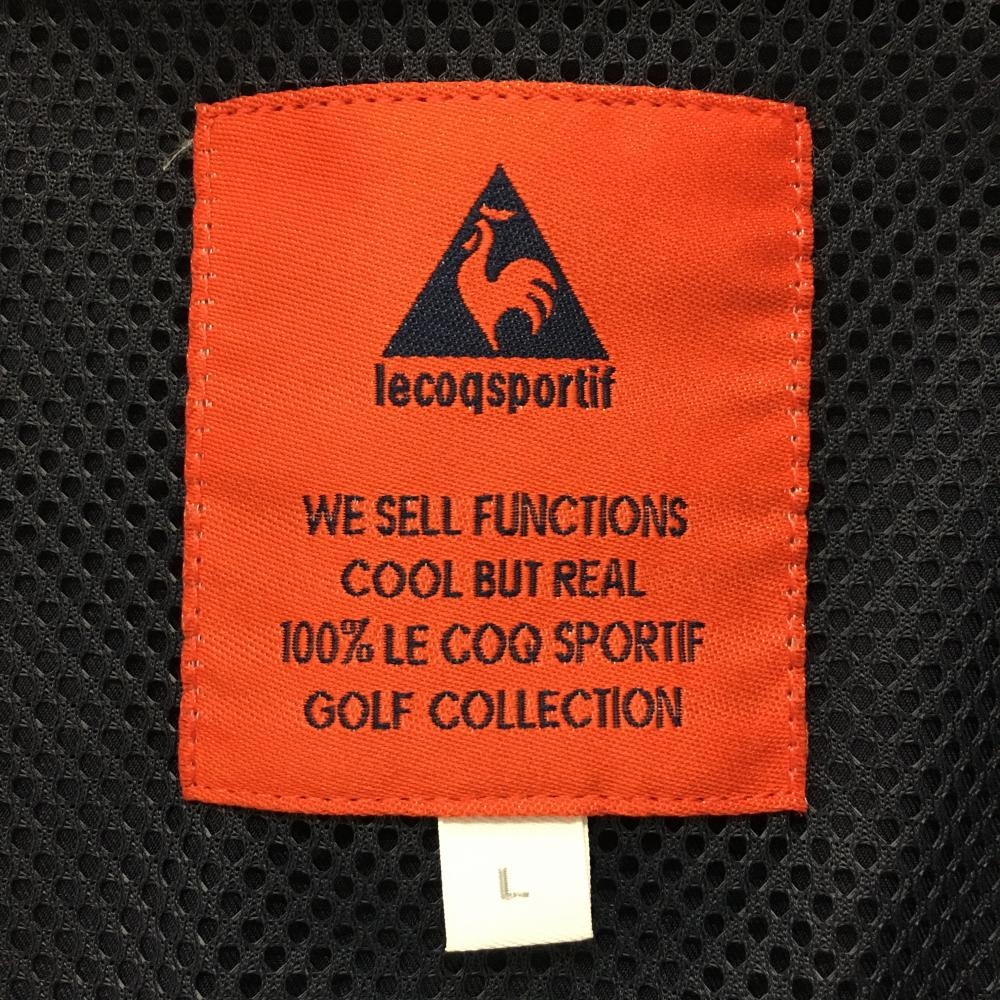 lecoqsportif
WE SELL FUNCTIONS
COOL BUT REAL
100% LE COQ SPORTIF
GOLF COLLECTION
L